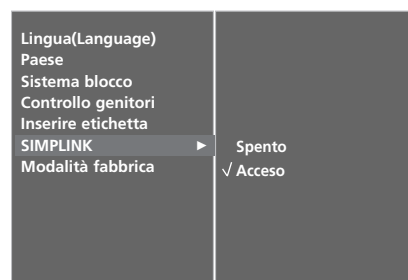 Lingua(Language)
Paese
Sistema blocco
Controllo genitori
Inserire etichetta
SIMPLINK ►
Modalità fabbrica
Spento
√ Acceso